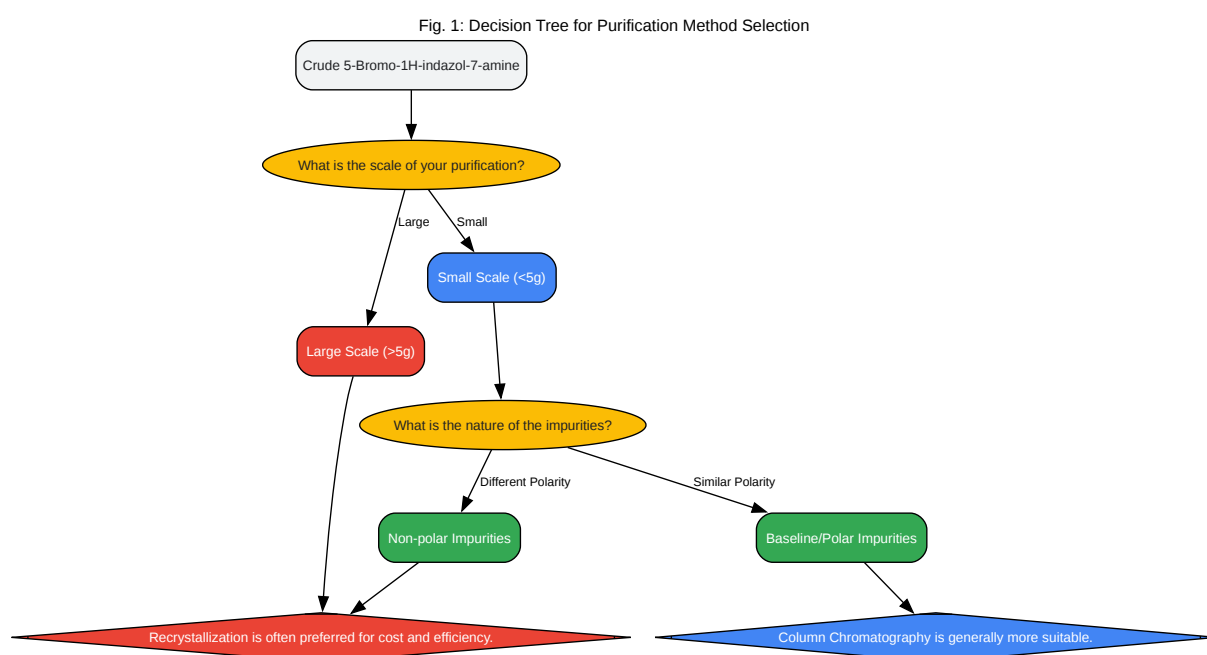 Fig. 1: Decision Tree for Purification Method Selection
Crude 5-Bromo-1H-indazol-7-amine
What is the scale of your purification?
Large
Small
Small Scale (<5g)
Large Scale (>5g)
What is the nature of the impurities?
Different Polarity
Similar Polarity
Non-polar Impurities
Baseline/Polar Impurities
Recrystallization is often preferred for cost and efficiency.
Column Chromatography is generally more suitable.